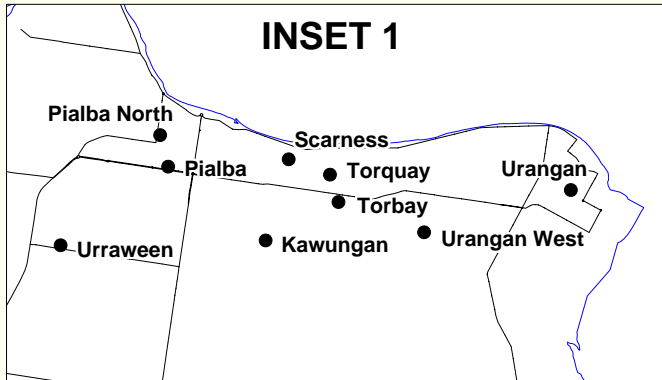 INSET 1
Pialba North
Scarness
Pialba
Torquay
Urangan
Torbay
Urraween
Kawungan
Urangan West